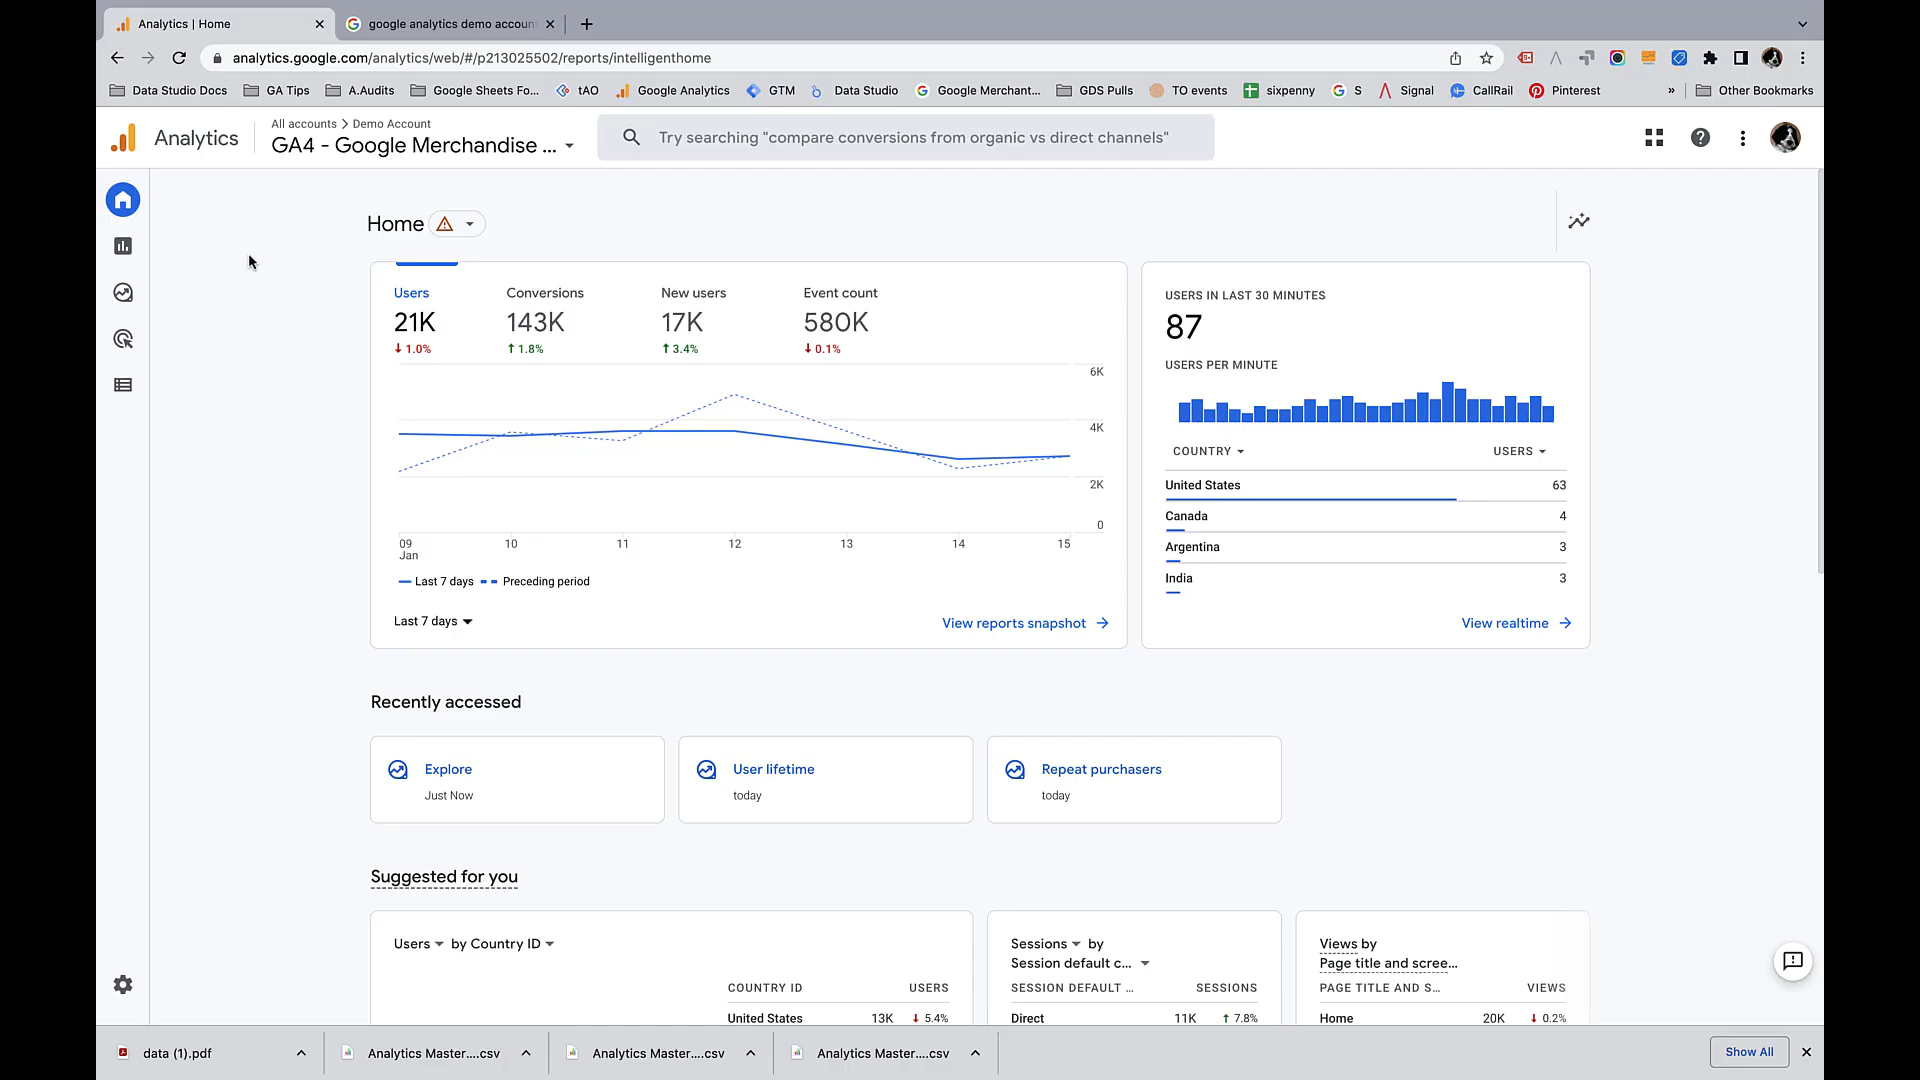 Analytics | Home
google analytics demo accoun
analytics.google.com/analytics/web/#/p213025502/reports/intelligenthome
Data Studio Docs
GA Tips
A.Audits
Google Sheets Fo...
tAO
Google Analytics
GTM
Data Studio
Google Merchant...
GDS Pulls
TO events
sixpenny
S
Signal
CallRail
Pinterest
»
Other Bookmarks
Analytics
All accounts > Demo Account
GA4 - Google Merchandise ...
Try searching "compare conversions from organic vs direct channels"
Home
Users
21K
↓ 1.0%
Conversions
143K
↑ 1.8%
New users
17K
↑ 3.4%
Event count
580K
↓ 0.1%
6K
4K
2K
0
09
Jan
10
11
12
13
14
15
Last 7 days
Preceding period
Last 7 days
View reports snapshot
USERS IN LAST 30 MINUTES
87
USERS PER MINUTE
COUNTRY
USERS
United States 63
Canada 4
Argentina 3
India 3
View realtime
Recently accessed
Explore
Just Now
User lifetime
today
Repeat purchasers
today
Suggested for you
Users by Country ID
COUNTRY ID USERS
United States 13K ↓ 5.4%
Sessions by
Session default c...
SESSION DEFAULT ... SESSIONS
Direct 11K ↑ 7.8%
Views by
Page title and scree...
PAGE TITLE AND S... VIEWS
Home 20K ↓ 0.2%
data (1).pdf
Analytics Master....csv
Analytics Master....csv
Analytics Master....csv
Show All